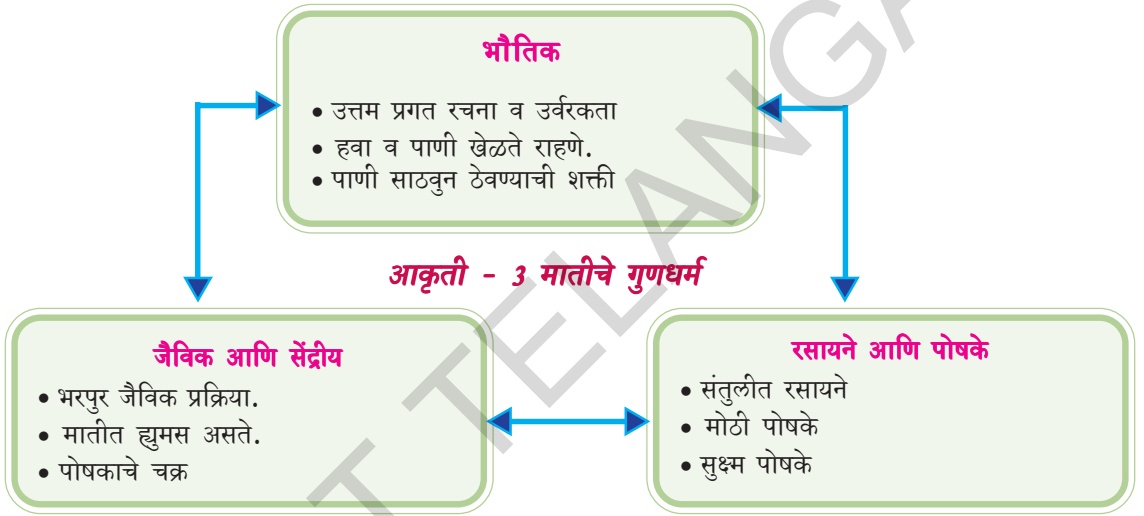 भौतिक
• उत्तम प्रगत रचना व उर्वरकता
• हवा व पाणी खेळते राहणे.
• पाणी साठवुन ठेवण्याची शक्ती
आकृती - 3 मातीचे गुणधर्म
जैविक आणि सेंद्रीय
• भरपुर जैविक प्रक्रिया.
• मातीत ह्युमस असते.
• पोषकाचे चक्र
रसायने आणि पोषके
• संतुलीत रसायने
• मोठी पोषके
• सुक्ष्म पोषके
T TELANGA